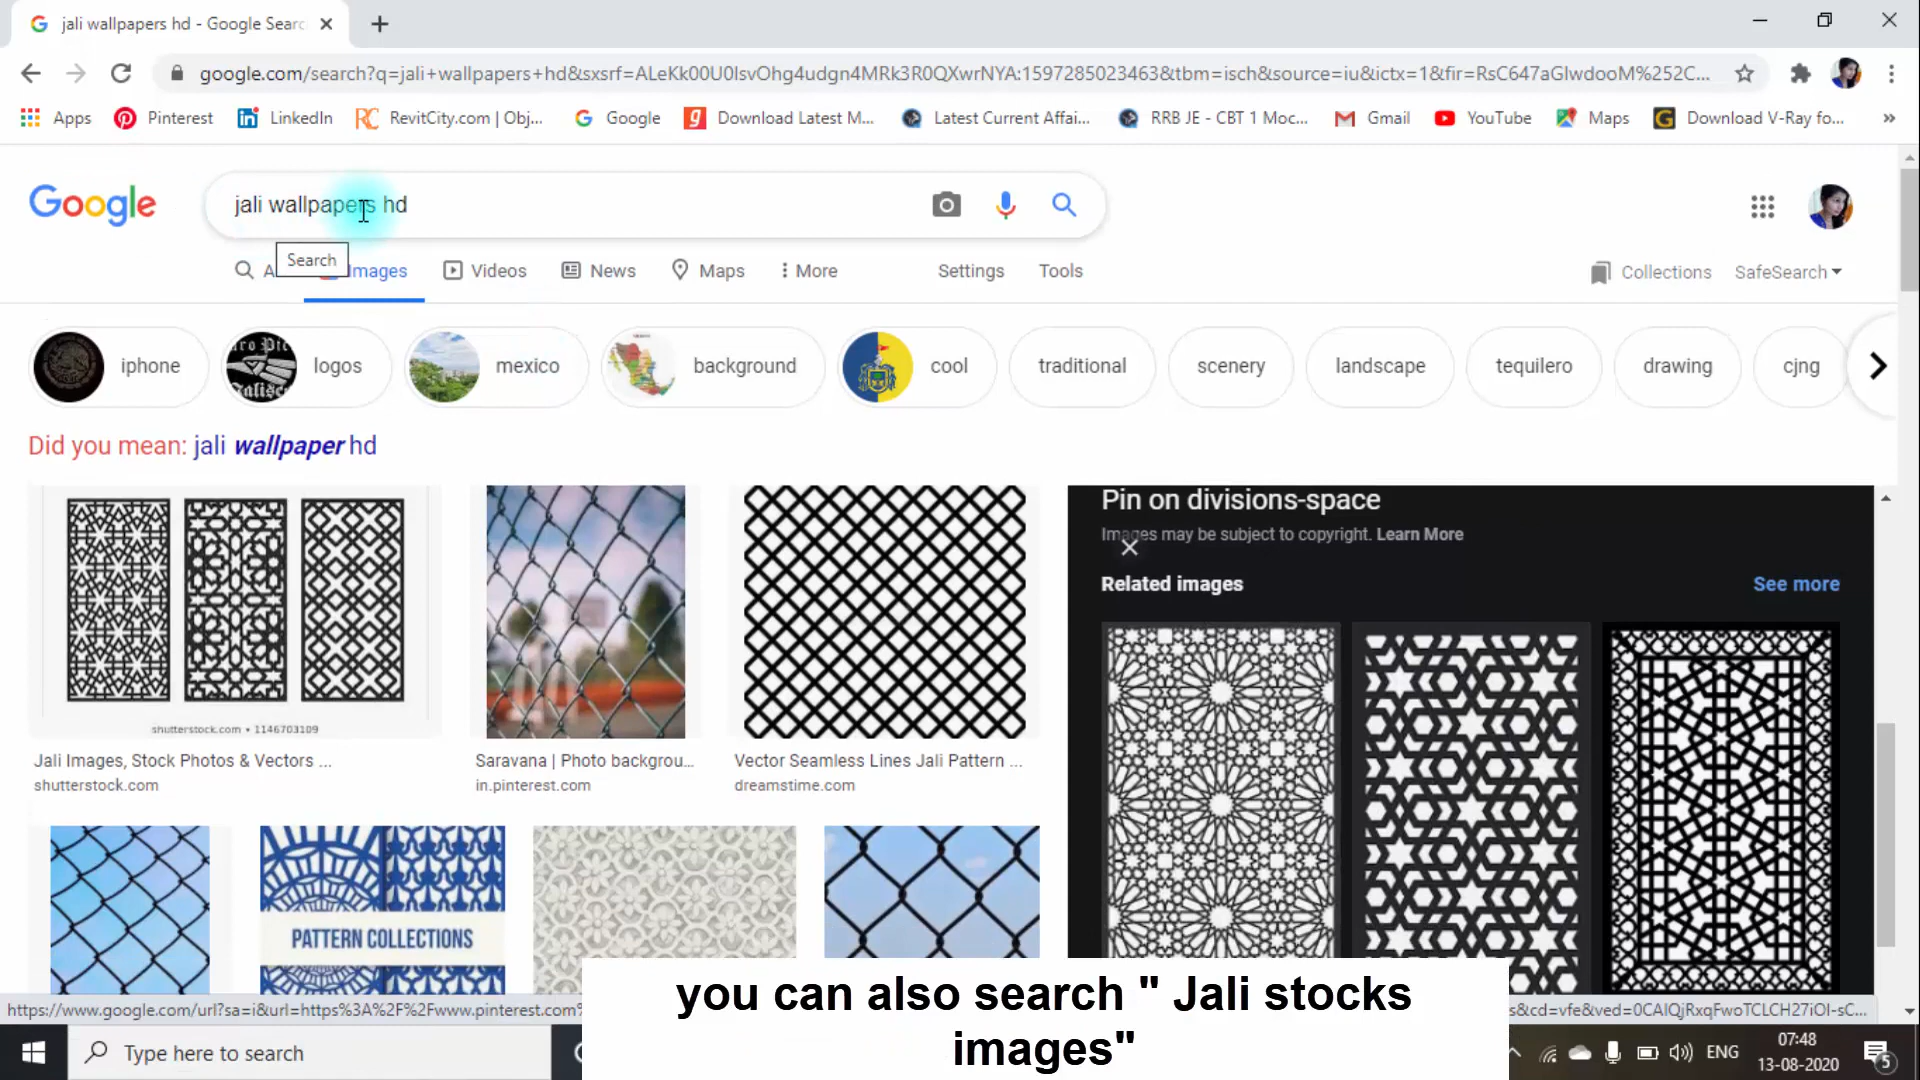 jali wallpapers hd - Google Searc
google.com/search?q=jali+wallpapers+hd&sxsrf=ALeKk00U0IsvOhg4udgn4MRk3R0QXwrNYA:1597285023463&tbm=isch&source=iu&ictx=1&fir=RsC647aGlwdooM%252C...
Apps Pinterest LinkedIn RevitCity.com | Obj... Google Download Latest M... Latest Current Affai... RRB JE - CBT 1 Moc... Gmail YouTube Maps Download V-Ray fo... »
Google jali wallpapers hd
Search
A Images Videos News Maps More Settings Tools Collections SafeSearch
iphone logos mexico background cool traditional scenery landscape tequilero drawing cjng
Did you mean: jali wallpaper hd
Pin on divisions-space
Images may be subject to copyright. Learn More
Related images See more
shutterstock.com • 1146703109
Jali Images, Stock Photos & Vectors ...
shutterstock.com
Saravana | Photo backgrou...
in.pinterest.com
Vector Seamless Lines Jali Pattern ...
dreamstime.com
PATTERN COLLECTIONS
you can also search " Jali stocks
images"
https://www.google.com/url?sa=i&url=https%3A%2F%2Fwww.pinterest.com%
s&cd=vfe&ved=0CAIQjRxqFwoTCLCH27iOI-sC...
Type here to search
ENG
07:48
13-08-2020
5